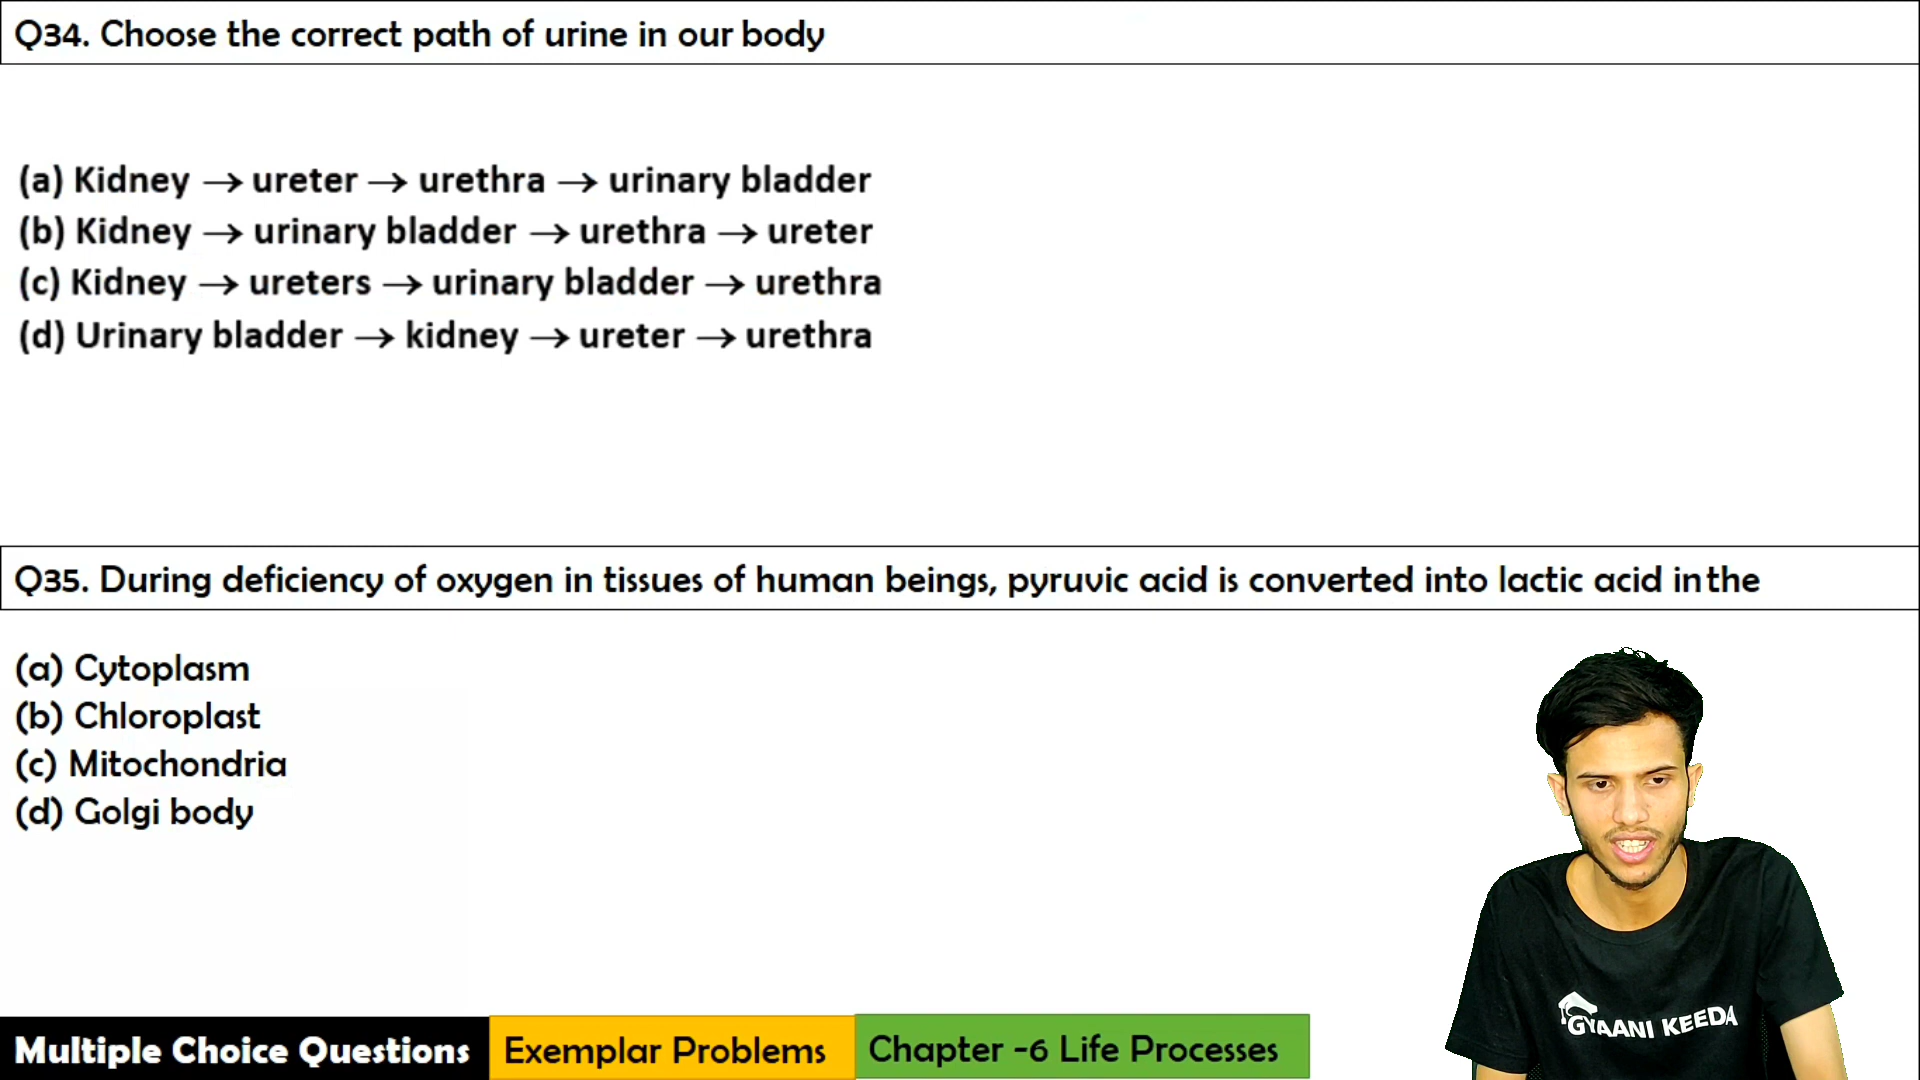 Q34. Choose the correct path of urine in our body
(a) Kidney → ureter → urethra → urinary bladder
(b) Kidney → urinary bladder → urethra → ureter
(c) Kidney → ureters → urinary bladder → urethra
(d) Urinary bladder → kidney → ureter → urethra
Q35. During deficiency of oxygen in tissues of human beings, pyruvic acid is converted into lactic acid in the
(a) Cytoplasm
(b) Chloroplast
(c) Mitochondria
(d) Golgi body
GYAANI KEEDA
Multiple Choice Questions Exemplar Problems Chapter -6 Life Processes